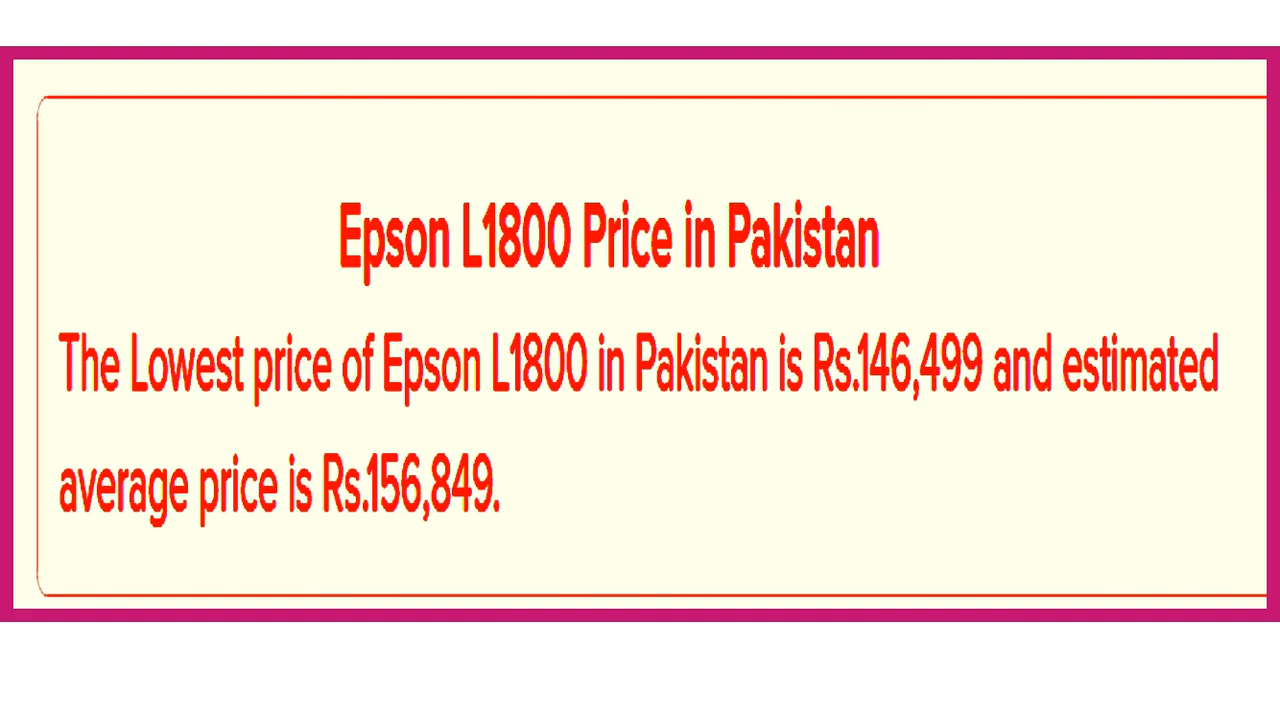 Epson L1800 Price in Pakistan
The Lowest price of Epson L1800 in Pakistan is Rs.146,499 and estimated
average price is Rs.156,849.